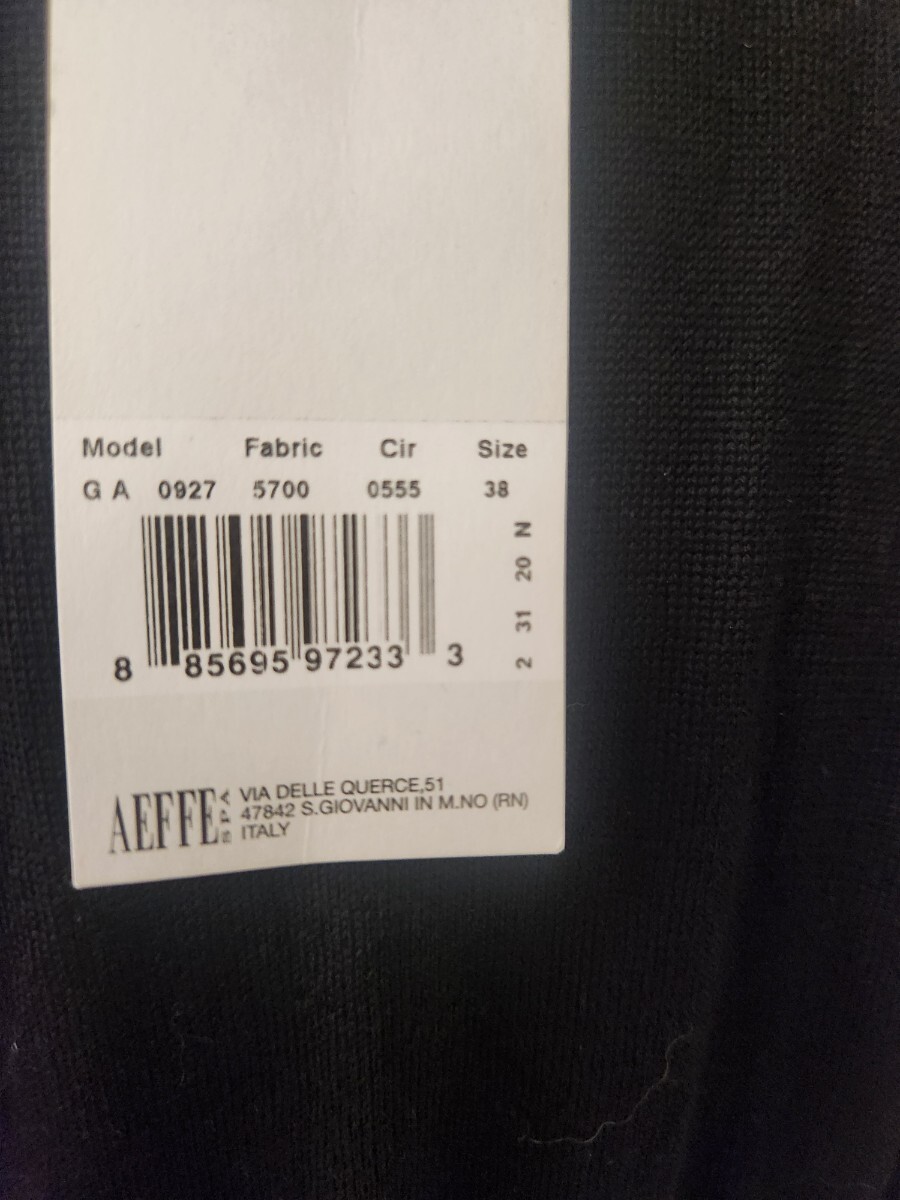 Model Fabric Cir Size
G A 0927 5700 0555 38
2 31 20 N
8 85695 97233 3
AEFFE SPA
VIA DELLE QUERCE,51
47842 S.GIOVANNI IN M.NO (RN)
ITALY